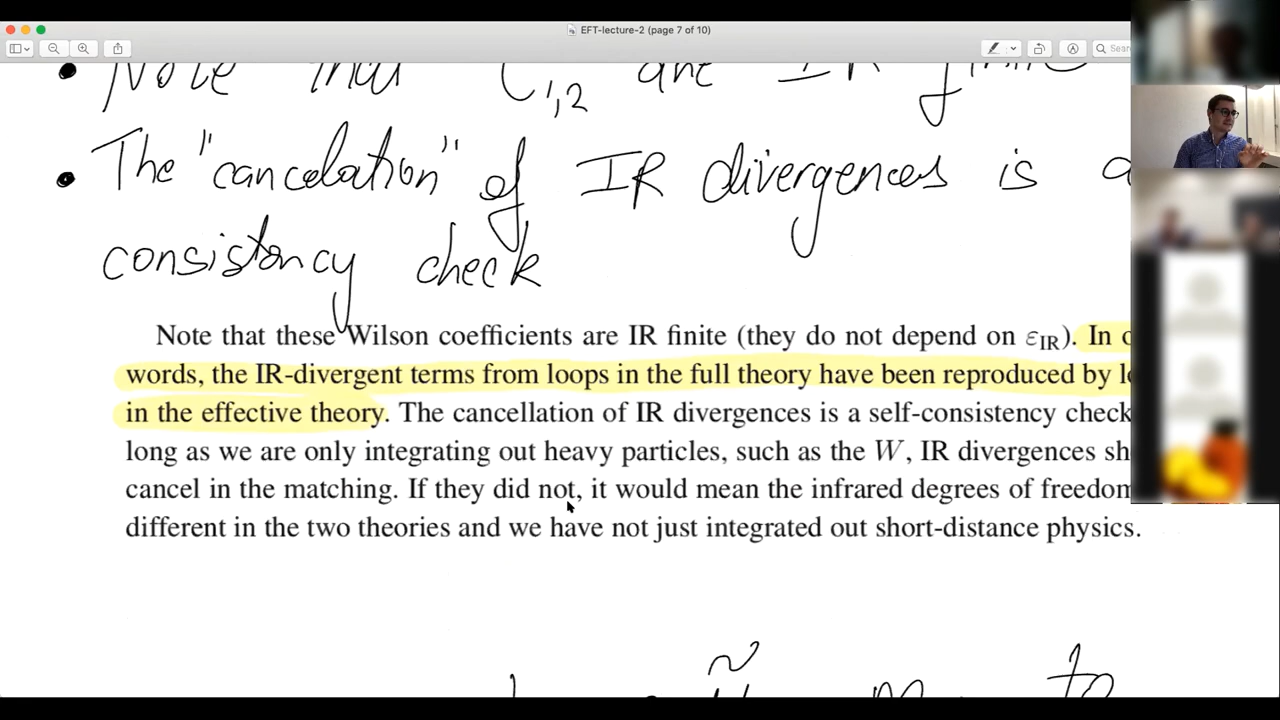 EFT-lecture-2 (page 7 of 10)
Sear
• Note that C1,2 are IR finite
• The "cancelation" of IR divergences is a
consistency check
Note that these Wilson coefficients are IR finite (they do not depend on εIR). In o
words, the IR-divergent terms from loops in the full theory have been reproduced by lo
in the effective theory. The cancellation of IR divergences is a self-consistency check
long as we are only integrating out heavy particles, such as the W, IR divergences sh
cancel in the matching. If they did not, it would mean the infrared degrees of freedom
different in the two theories and we have not just integrated out short-distance physics.
to